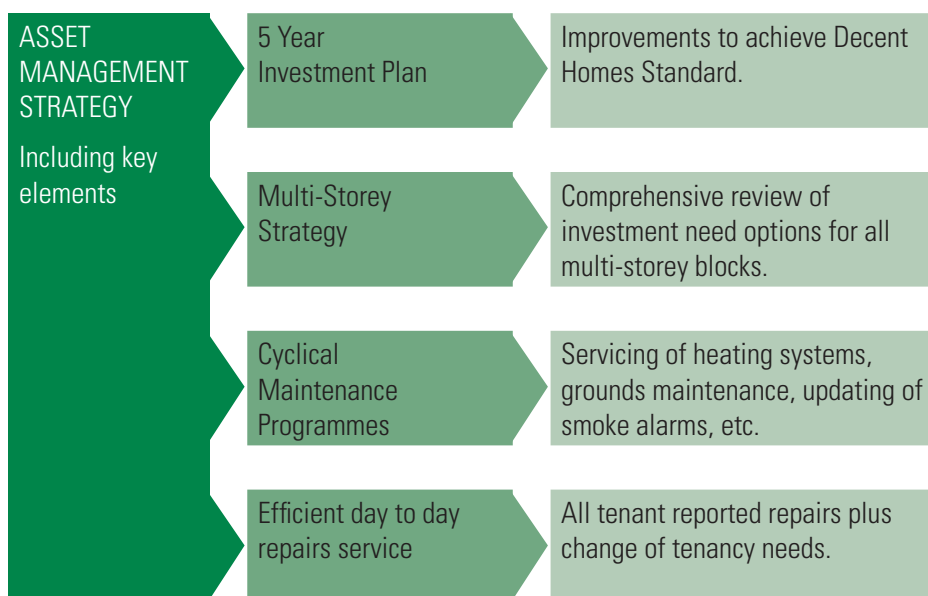 ASSET
MANAGEMENT
STRATEGY
Including key
elements
5 Year
Investment Plan
Improvements to achieve Decent
Homes Standard.
Multi-Storey
Strategy
Comprehensive review of
investment need options for all
multi-storey blocks.
Cyclical
Maintenance
Programmes
Servicing of heating systems,
grounds maintenance, updating of
smoke alarms, etc.
Efficient day to day
repairs service
All tenant reported repairs plus
change of tenancy needs.